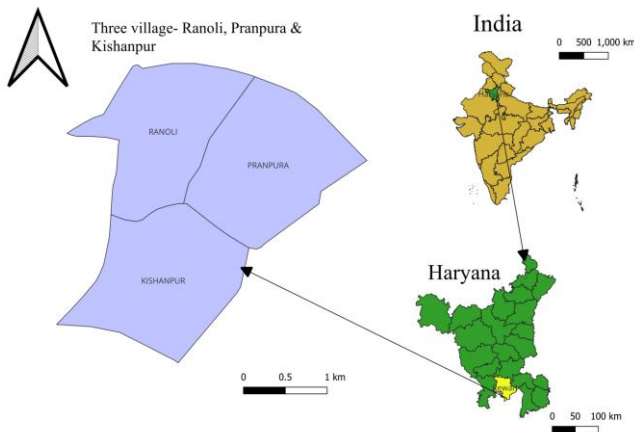 Three village- Ranoli, Pranpura &
Kishanpur
India
0 500 1,000 km
RANOLI
PRANPURA
KISHANPUR
Haryana
0 0.5 1 km
0 50 100 km